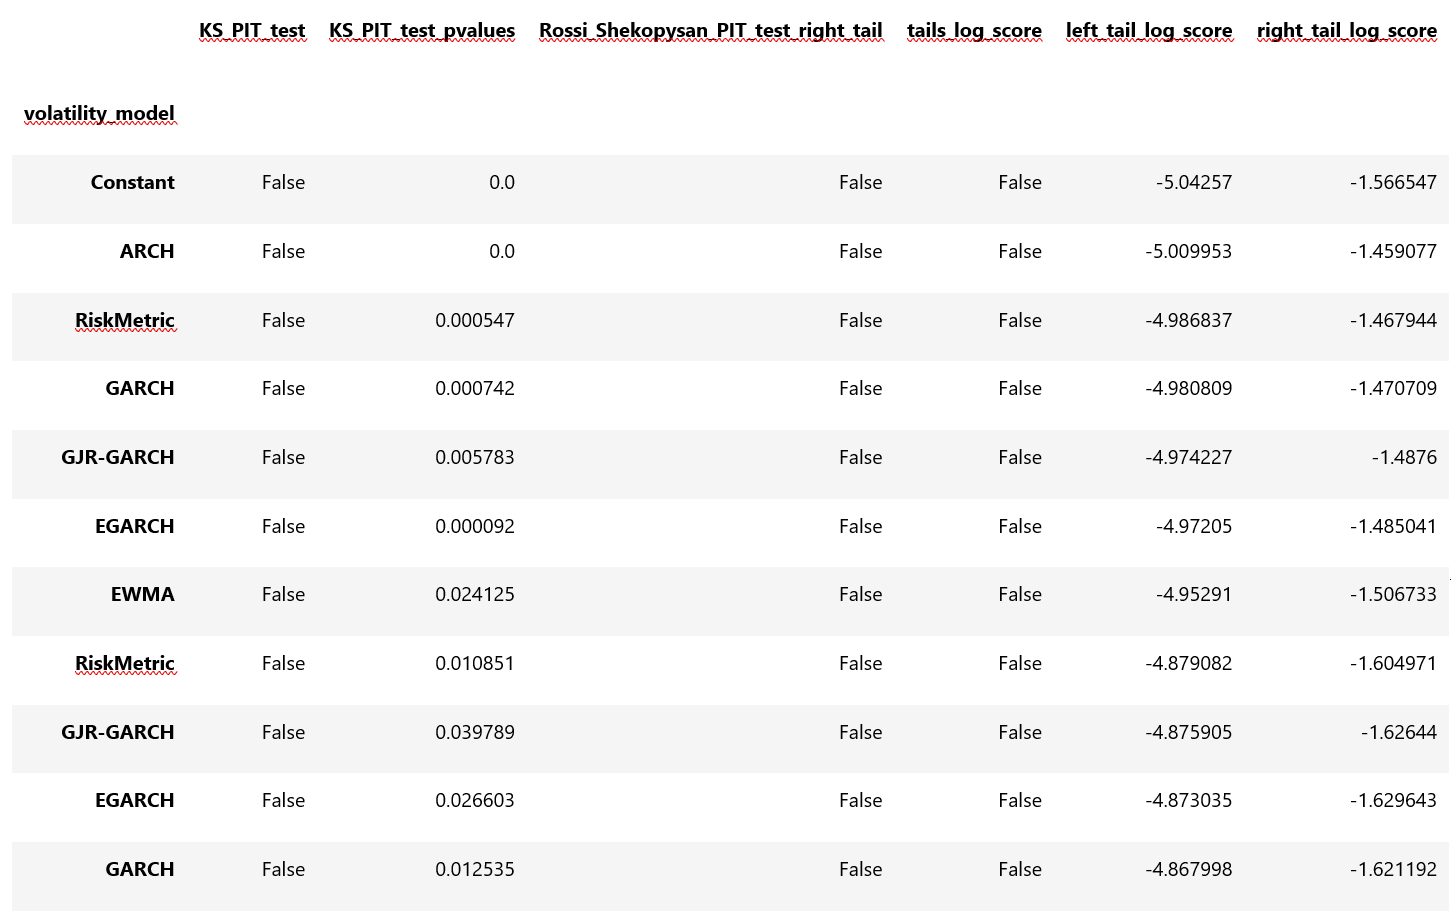 KS_PIT_test KS_PIT_test_pvalues Rossi_Shekopysan_PIT_test_right_tail tails_log_score left_tail_log_score right_tail_log_score
volatility_model
Constant False 0.0 False False -5.04257 -1.566547
ARCH False 0.0 False False -5.009953 -1.459077
RiskMetric False 0.000547 False False -4.986837 -1.467944
GARCH False 0.000742 False False -4.980809 -1.470709
GJR-GARCH False 0.005783 False False -4.974227 -1.4876
EGARCH False 0.000092 False False -4.97205 -1.485041
EWMA False 0.024125 False False -4.95291 -1.506733
RiskMetric False 0.010851 False False -4.879082 -1.604971
GJR-GARCH False 0.039789 False False -4.875905 -1.62644
EGARCH False 0.026603 False False -4.873035 -1.629643
GARCH False 0.012535 False False -4.867998 -1.621192